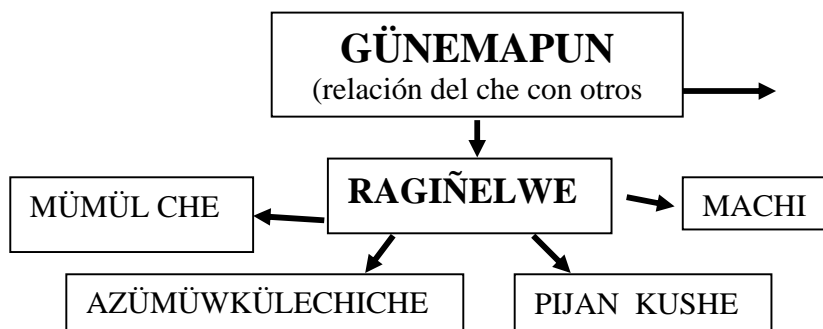 GÜNEMAPUN
(relación del che con otros
RAGIÑELWE
MÜMÜL CHE
MACHI
AZÜMÜWKÜLECHICHE
PIJAN KUSHE